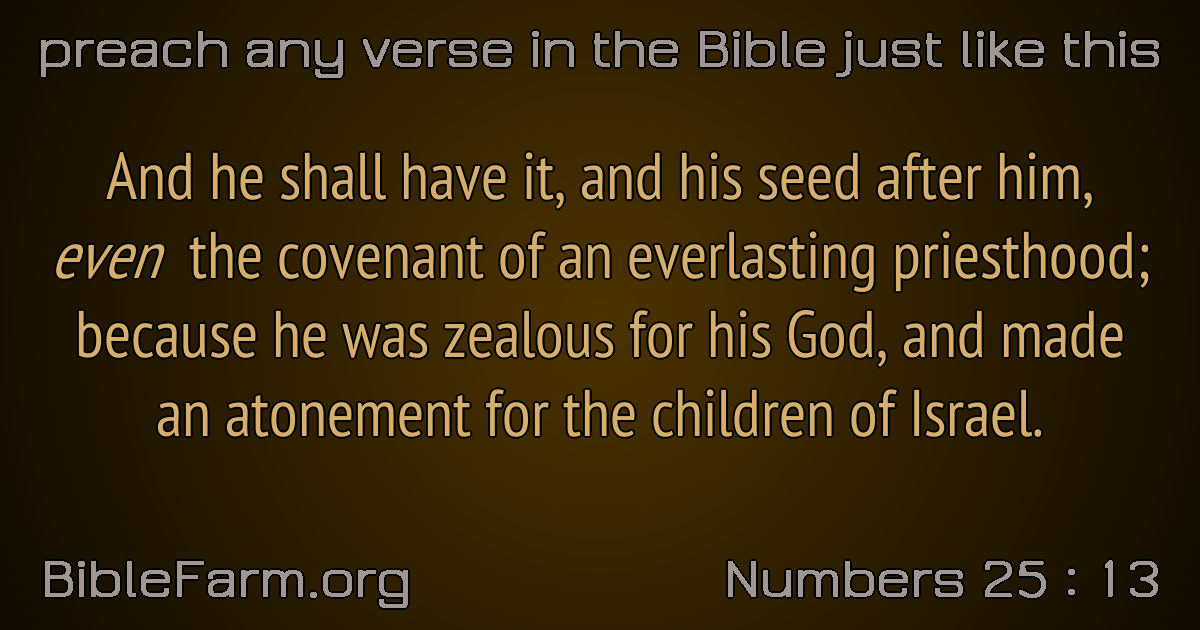 preach any verse in the Bible just like this
And he shall have it, and his seed after him,
even the covenant of an everlasting priesthood;
because he was zealous for his God, and made
an atonement for the children of Israel.
BibleFarm.org
Numbers 25 : 13